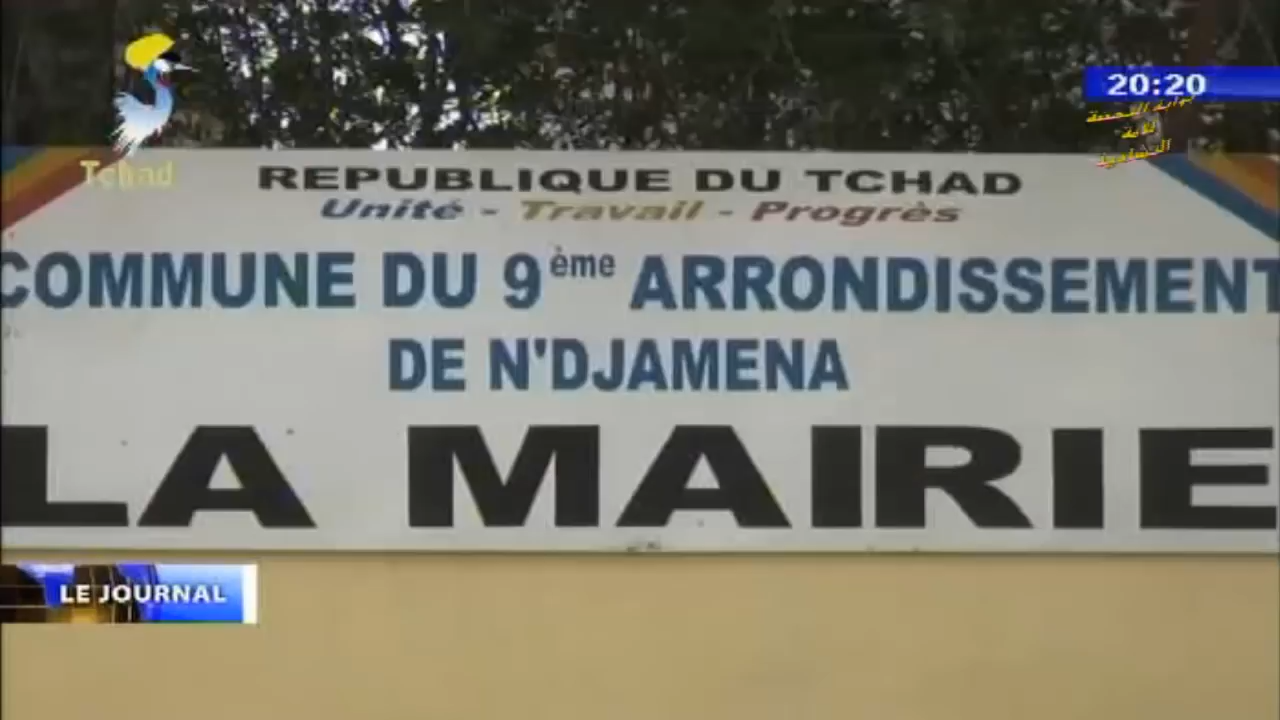 20:20
Tchad
REPUBLIQUE DU TCHAD
Unité - Travail - Progrès
COMMUNE DU 9ème ARRONDISSEMENT
DE N'DJAMENA
LA MAIRIE
LE JOURNAL